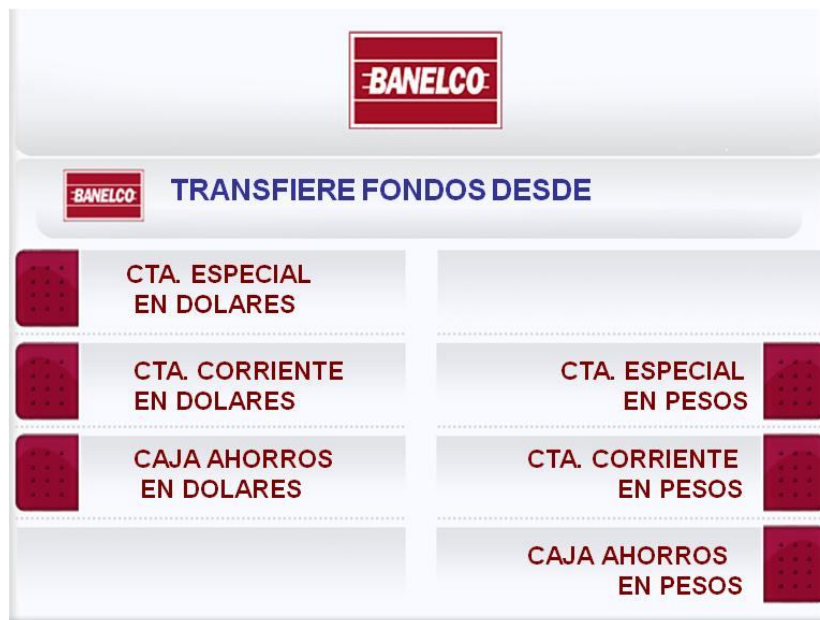 BANELCO
BANELCO
TRANSFIERE FONDOS DESDE
CTA. ESPECIAL
EN DOLARES
CTA. CORRIENTE
EN DOLARES
CTA. ESPECIAL
EN PESOS
CAJA AHORROS
EN DOLARES
CTA. CORRIENTE
EN PESOS
CAJA AHORROS
EN PESOS